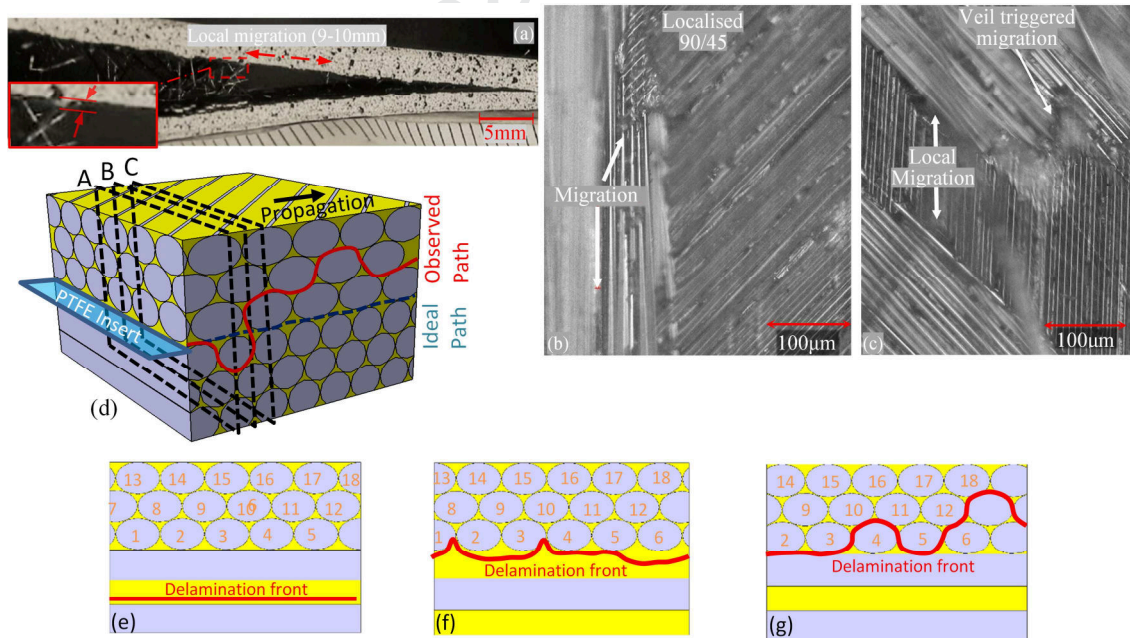 Local migration (9-10mm)
(a)
5mm
Localised
90/45
Migration
100μm
(b)
Veil triggered
migration
Local
Migration
100μm
(c)
A
B
C
Propagation
PTFE Insert
Observed
Path
Ideal
Path
(d)
13 14 15 16 17 18
7 8 9 10 11 12
6
1 2 3 4 5
Delamination front
(e)
13 14 15 16 17 18
8 9 10 11 12
1 2 3 4 5 6
Delamination front
(f)
14 15 16 17 18
9 10 11 12
2 3 4 5 6
Delamination front
(g)